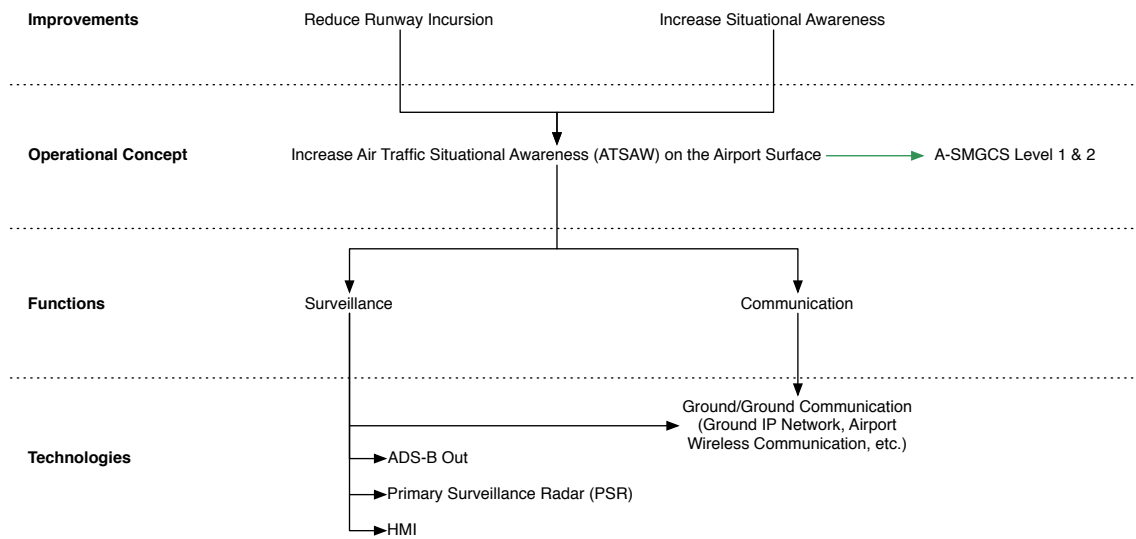 Improvements
Reduce Runway Incursion
Increase Situational Awareness
Operational Concept
Increase Air Traffic Situational Awareness (ATSAW) on the Airport Surface
A-SMGCS Level 1 & 2
Functions
Surveillance
Communication
Technologies
Ground/Ground Communication
(Ground IP Network, Airport
Wireless Communication, etc.)
ADS-B Out
Primary Surveillance Radar (PSR)
HMI